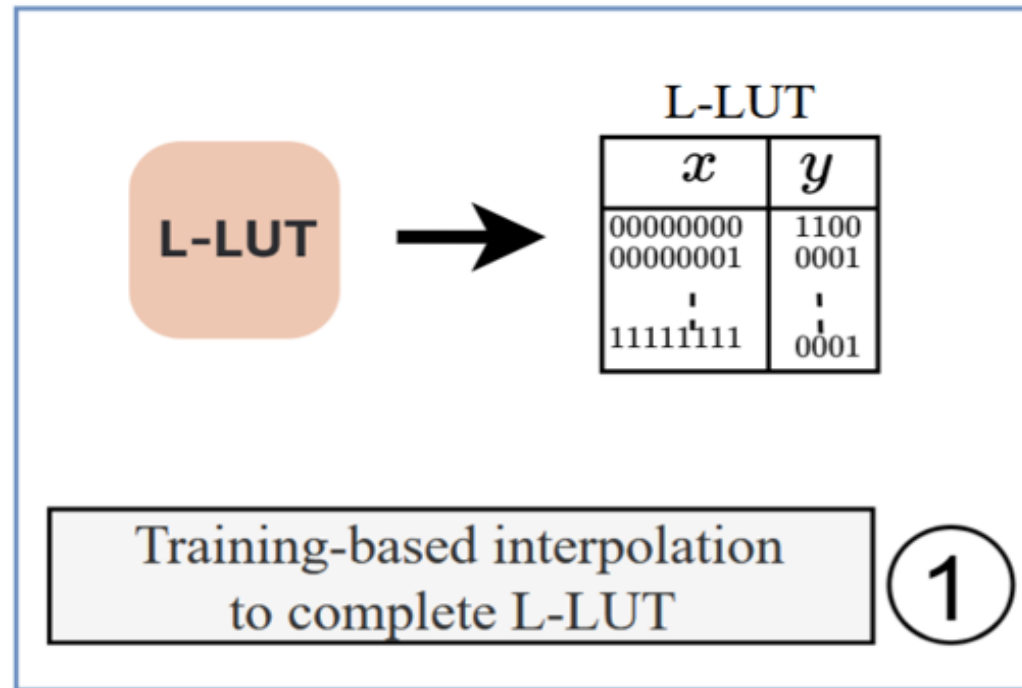 L-LUT
L-LUT
x y
00000000 1100
00000001 0001
11111111 0001
Training-based interpolation
to complete L-LUT
1